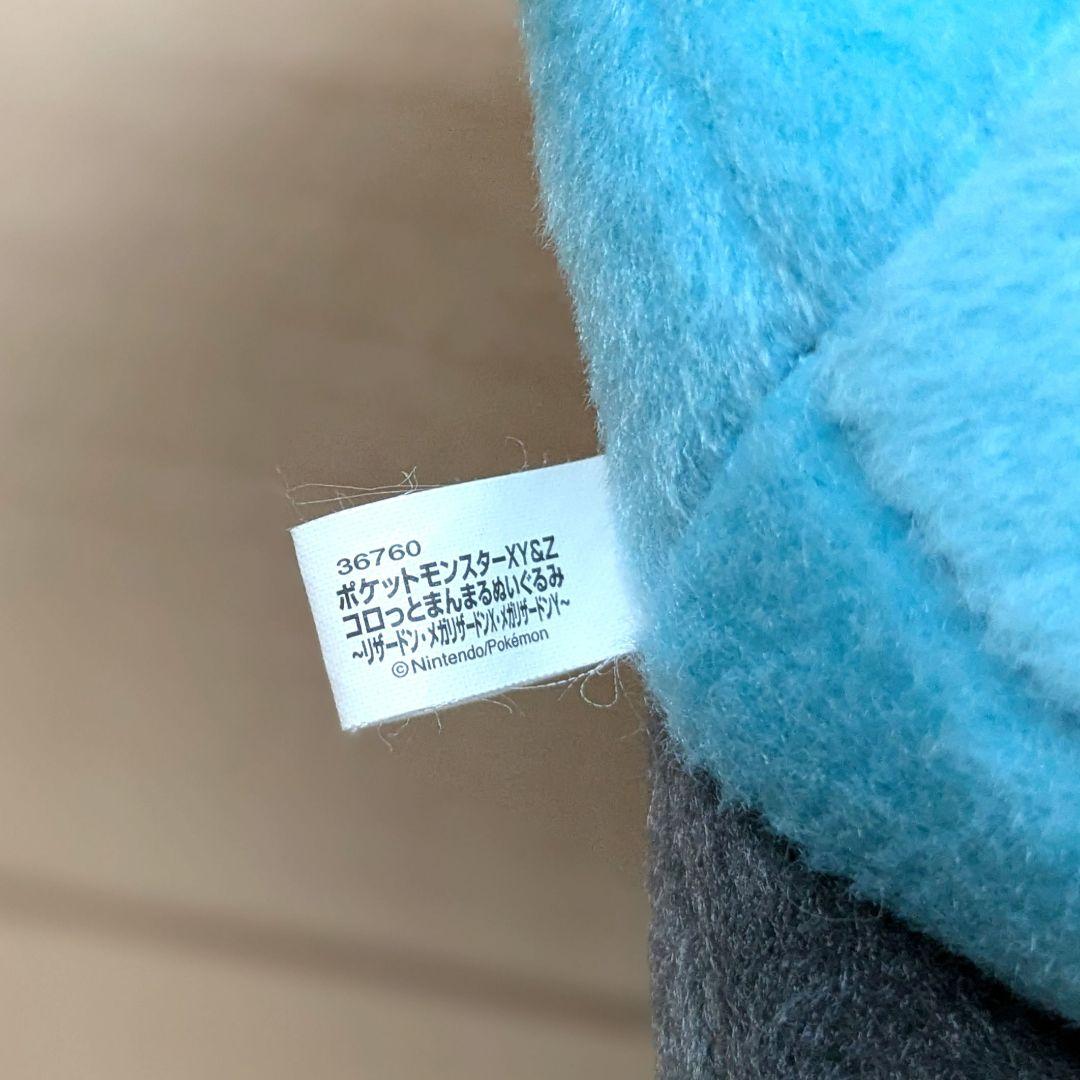 36760
ポケットモンスターXY&Z
コロっとまんまるぬいぐるみ
~リザードン・メガリザードンX・メガリザードンY~
©Nintendo/Pokémon